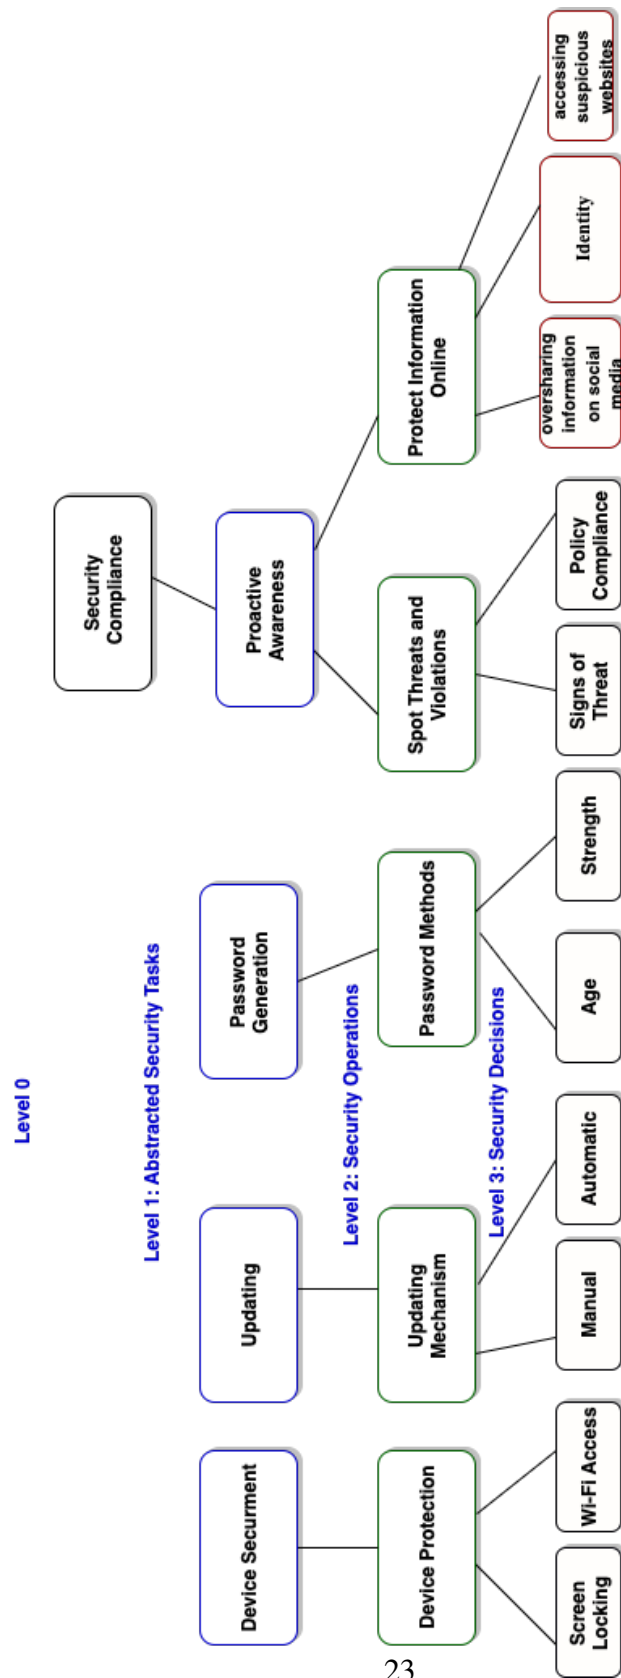 Level 0
Security
Compliance
Level 1: Abstracted Security Tasks
Device Securment
Updating
Password
Generation
Proactive
Awareness
Level 2: Security Operations
Device Protection
Updating
Mechanism
Password Methods
Spot Threats and
Violations
Protect Information
Online
Level 3: Security Decisions
Screen
Locking
Wi-Fi Access
Manual
Automatic
Age
Strength
Signs of
Threat
Policy
Compliance
oversharing
information
on social
media
Identity
accessing
suspicious
websites
23